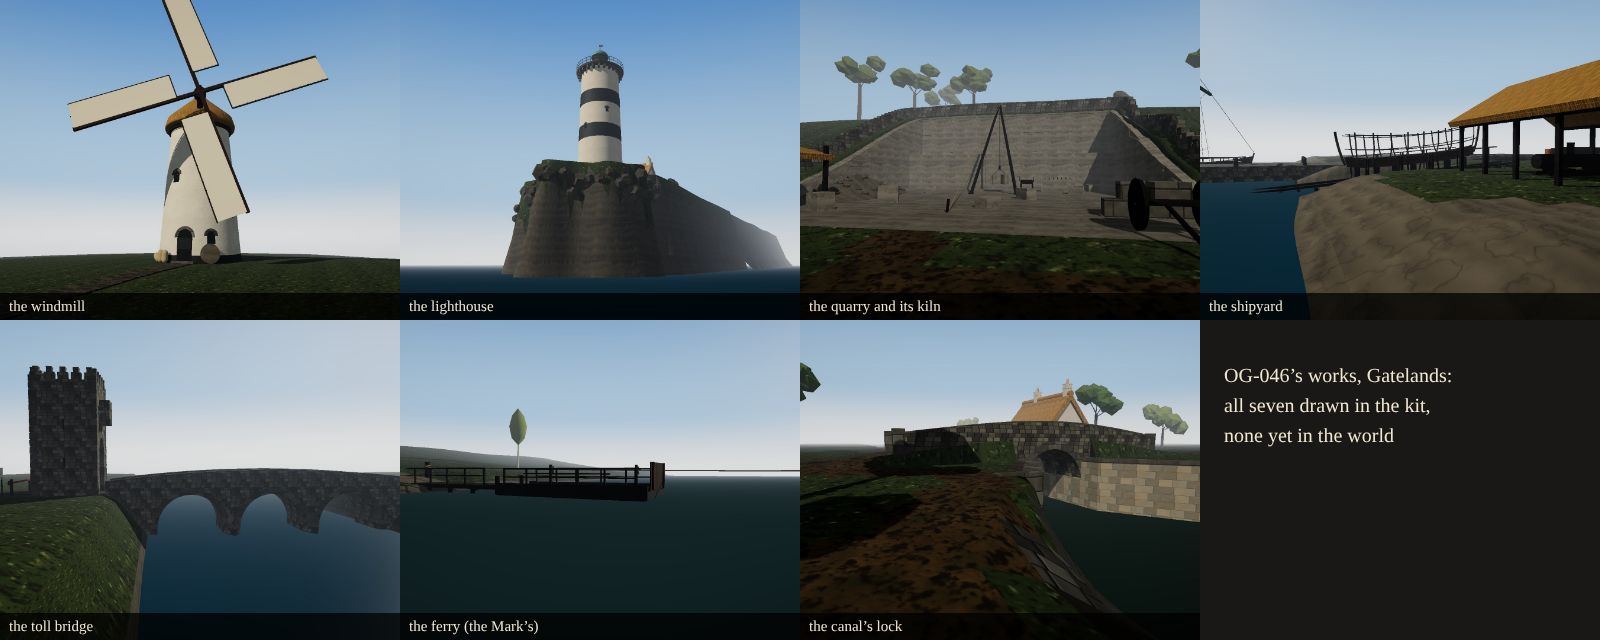 the windmill
the lighthouse
the quarry and its kiln
the shipyard
the toll bridge
the ferry (the Mark’s)
the canal’s lock
OG-046’s works, Gatelands:
all seven drawn in the kit,
none yet in the world